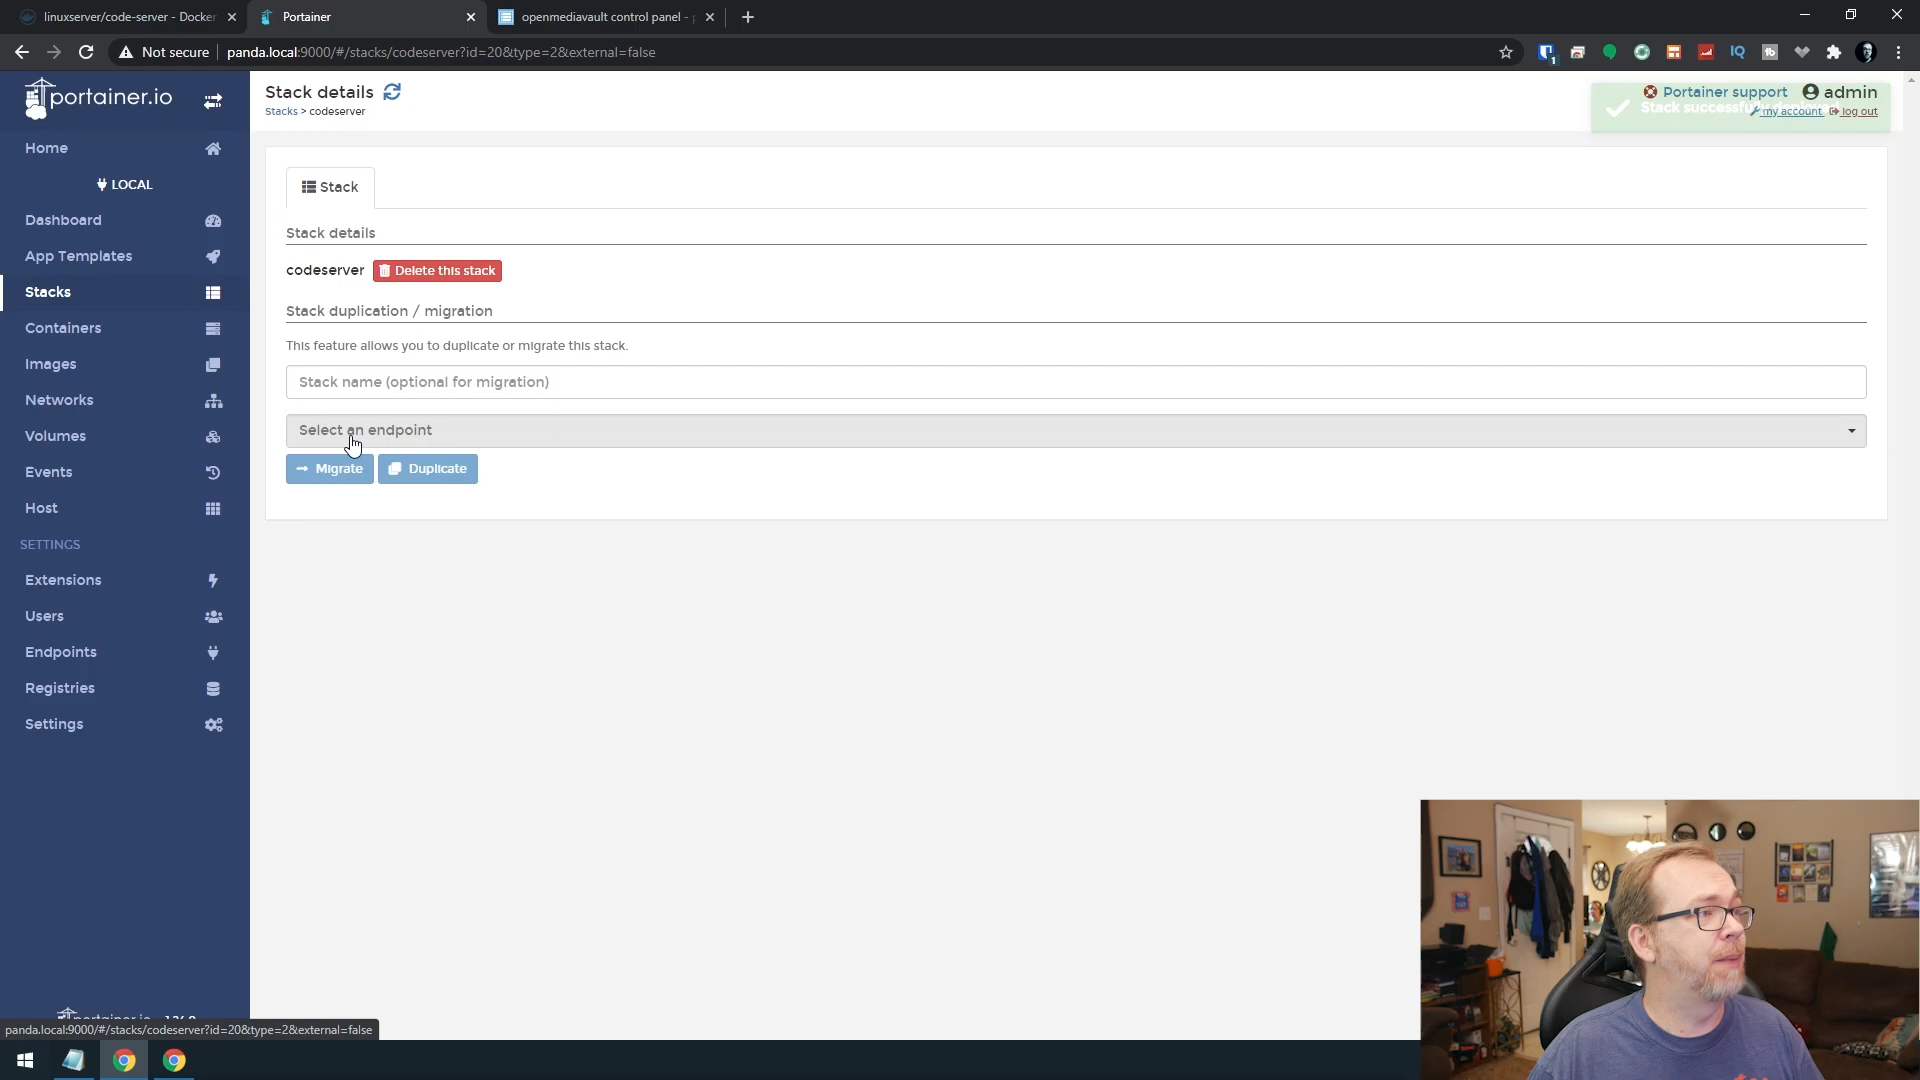 linuxserver/code-server - Docker
Portainer
openmediavault control panel - p
Not secure
panda.local:9000/#/stacks/codeserver?id=20&type=2&external=false
portainer.io
Stack details
Stacks > codeserver
Portainer support
admin
Stack successfully
my account
log out
Home
LOCAL
Dashboard
App Templates
Stacks
Containers
Images
Networks
Volumes
Events
Host
SETTINGS
Extensions
Users
Endpoints
Registries
Settings
Stack
Stack details
codeserver
Delete this stack
Stack duplication / migration
This feature allows you to duplicate or migrate this stack.
Stack name (optional for migration)
Select an endpoint
Migrate
Duplicate
portainer.io
panda.local:9000/#/stacks/codeserver?id=20&type=2&external=false